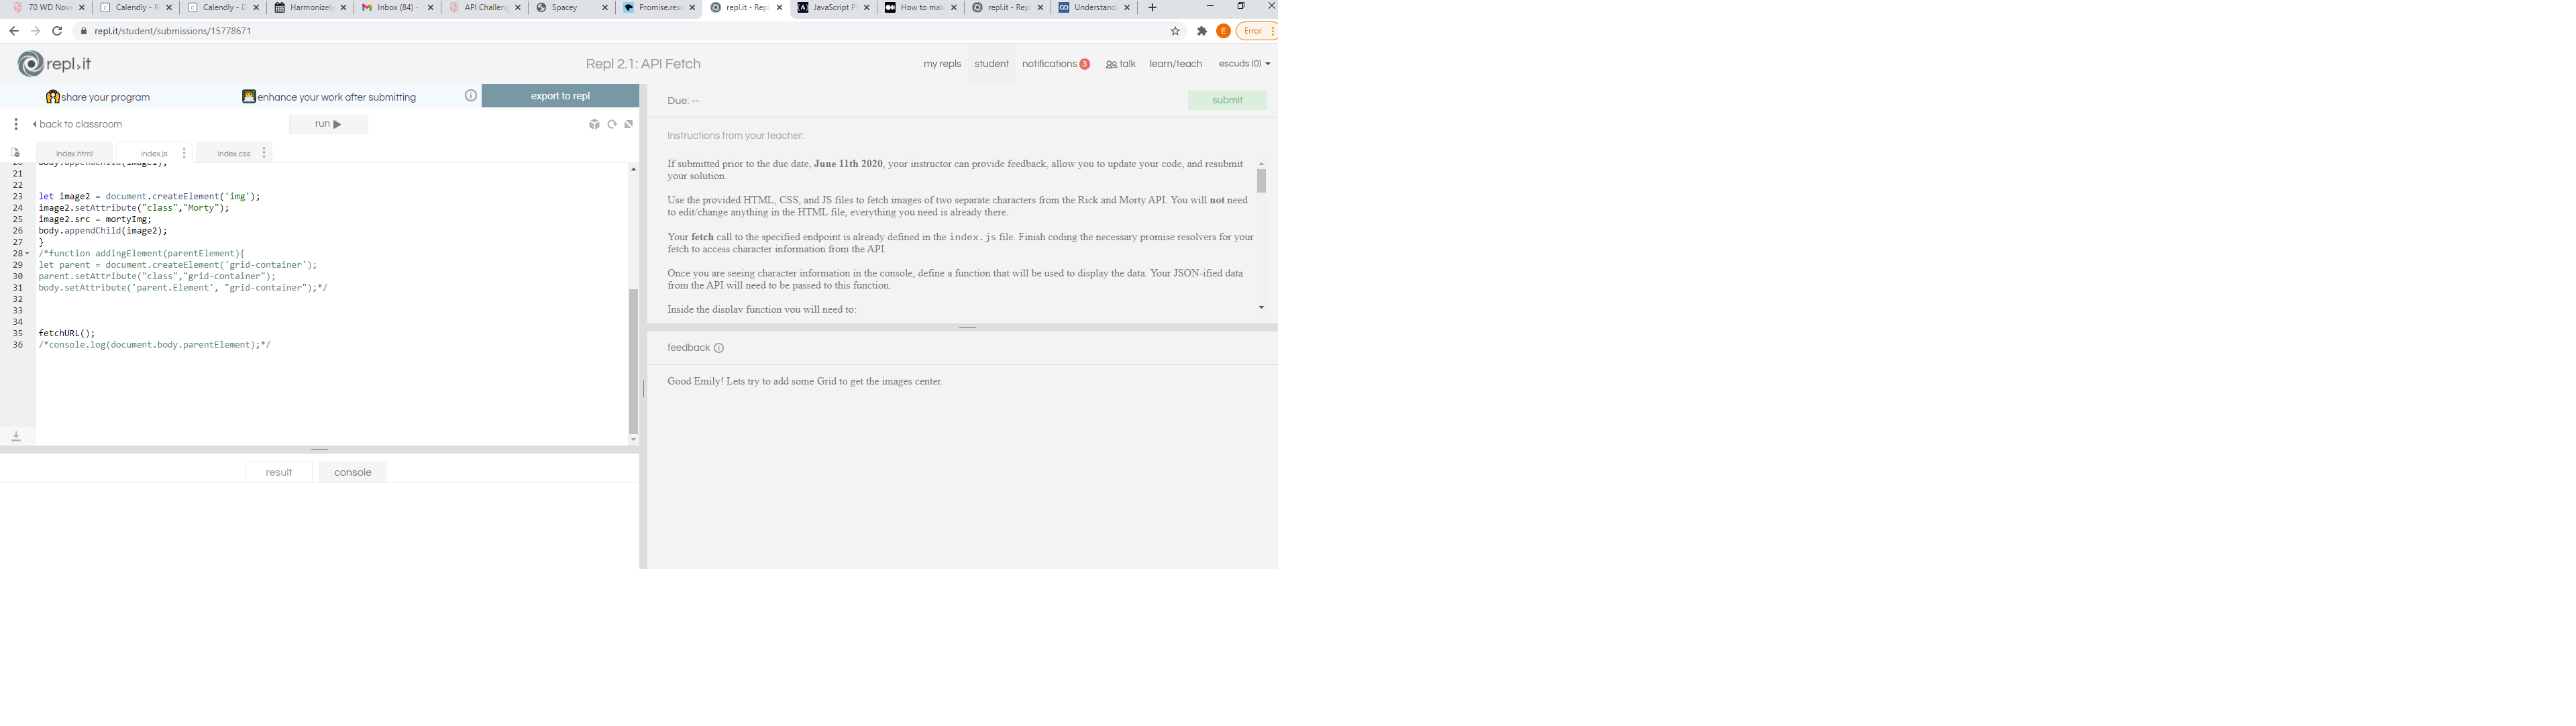 70 WD Nov
Calendly -
Calendly - D
Harmonizely
Inbox (84) -
API Challeng
Spacey
Promise.res
repl.it - Rep
JavaScript P
How to mak
repl.it - Rep
Understand
repl.it/student/submissions/15778671
E
Error
repl.it
Repl 2.1: API Fetch
my repls
student
notifications 3
talk
learn/teach
escuds (0)
share your program
enhance your work after submitting
export to repl
back to classroom
run
index.html
index.js
index.css
20 body.appendChild(image1);
21
22
23 let image2 = document.createElement('img');
24 image2.setAttribute("class","Morty");
25 image2.src = mortyImg;
26 body.appendChild(image2);
27 }
28 /*function addingElement(parentElement){
29 let parent = document.createElement('grid-container');
30 parent.setAttribute("class","grid-container");
31 body.setAttribute('parent.Element', "grid-container");*/
32
33
34
35 fetchURL();
36 /*console.log(document.body.parentElement);*/
result
console
Due: --
submit
Instructions from your teacher:
If submitted prior to the due date, June 11th 2020, your instructor can provide feedback, allow you to update your code, and resubmit
your solution.
Use the provided HTML, CSS, and JS files to fetch images of two separate characters from the Rick and Morty API. You will not need
to edit/change anything in the HTML file, everything you need is already there.
Your fetch call to the specified endpoint is already defined in the index.js file. Finish coding the necessary promise resolvers for your
fetch to access character information from the API.
Once you are seeing character information in the console, define a function that will be used to display the data. Your JSON-ified data
from the API will need to be passed to this function.
Inside the display function you will need to:
feedback
Good Emily! Lets try to add some Grid to get the images center.